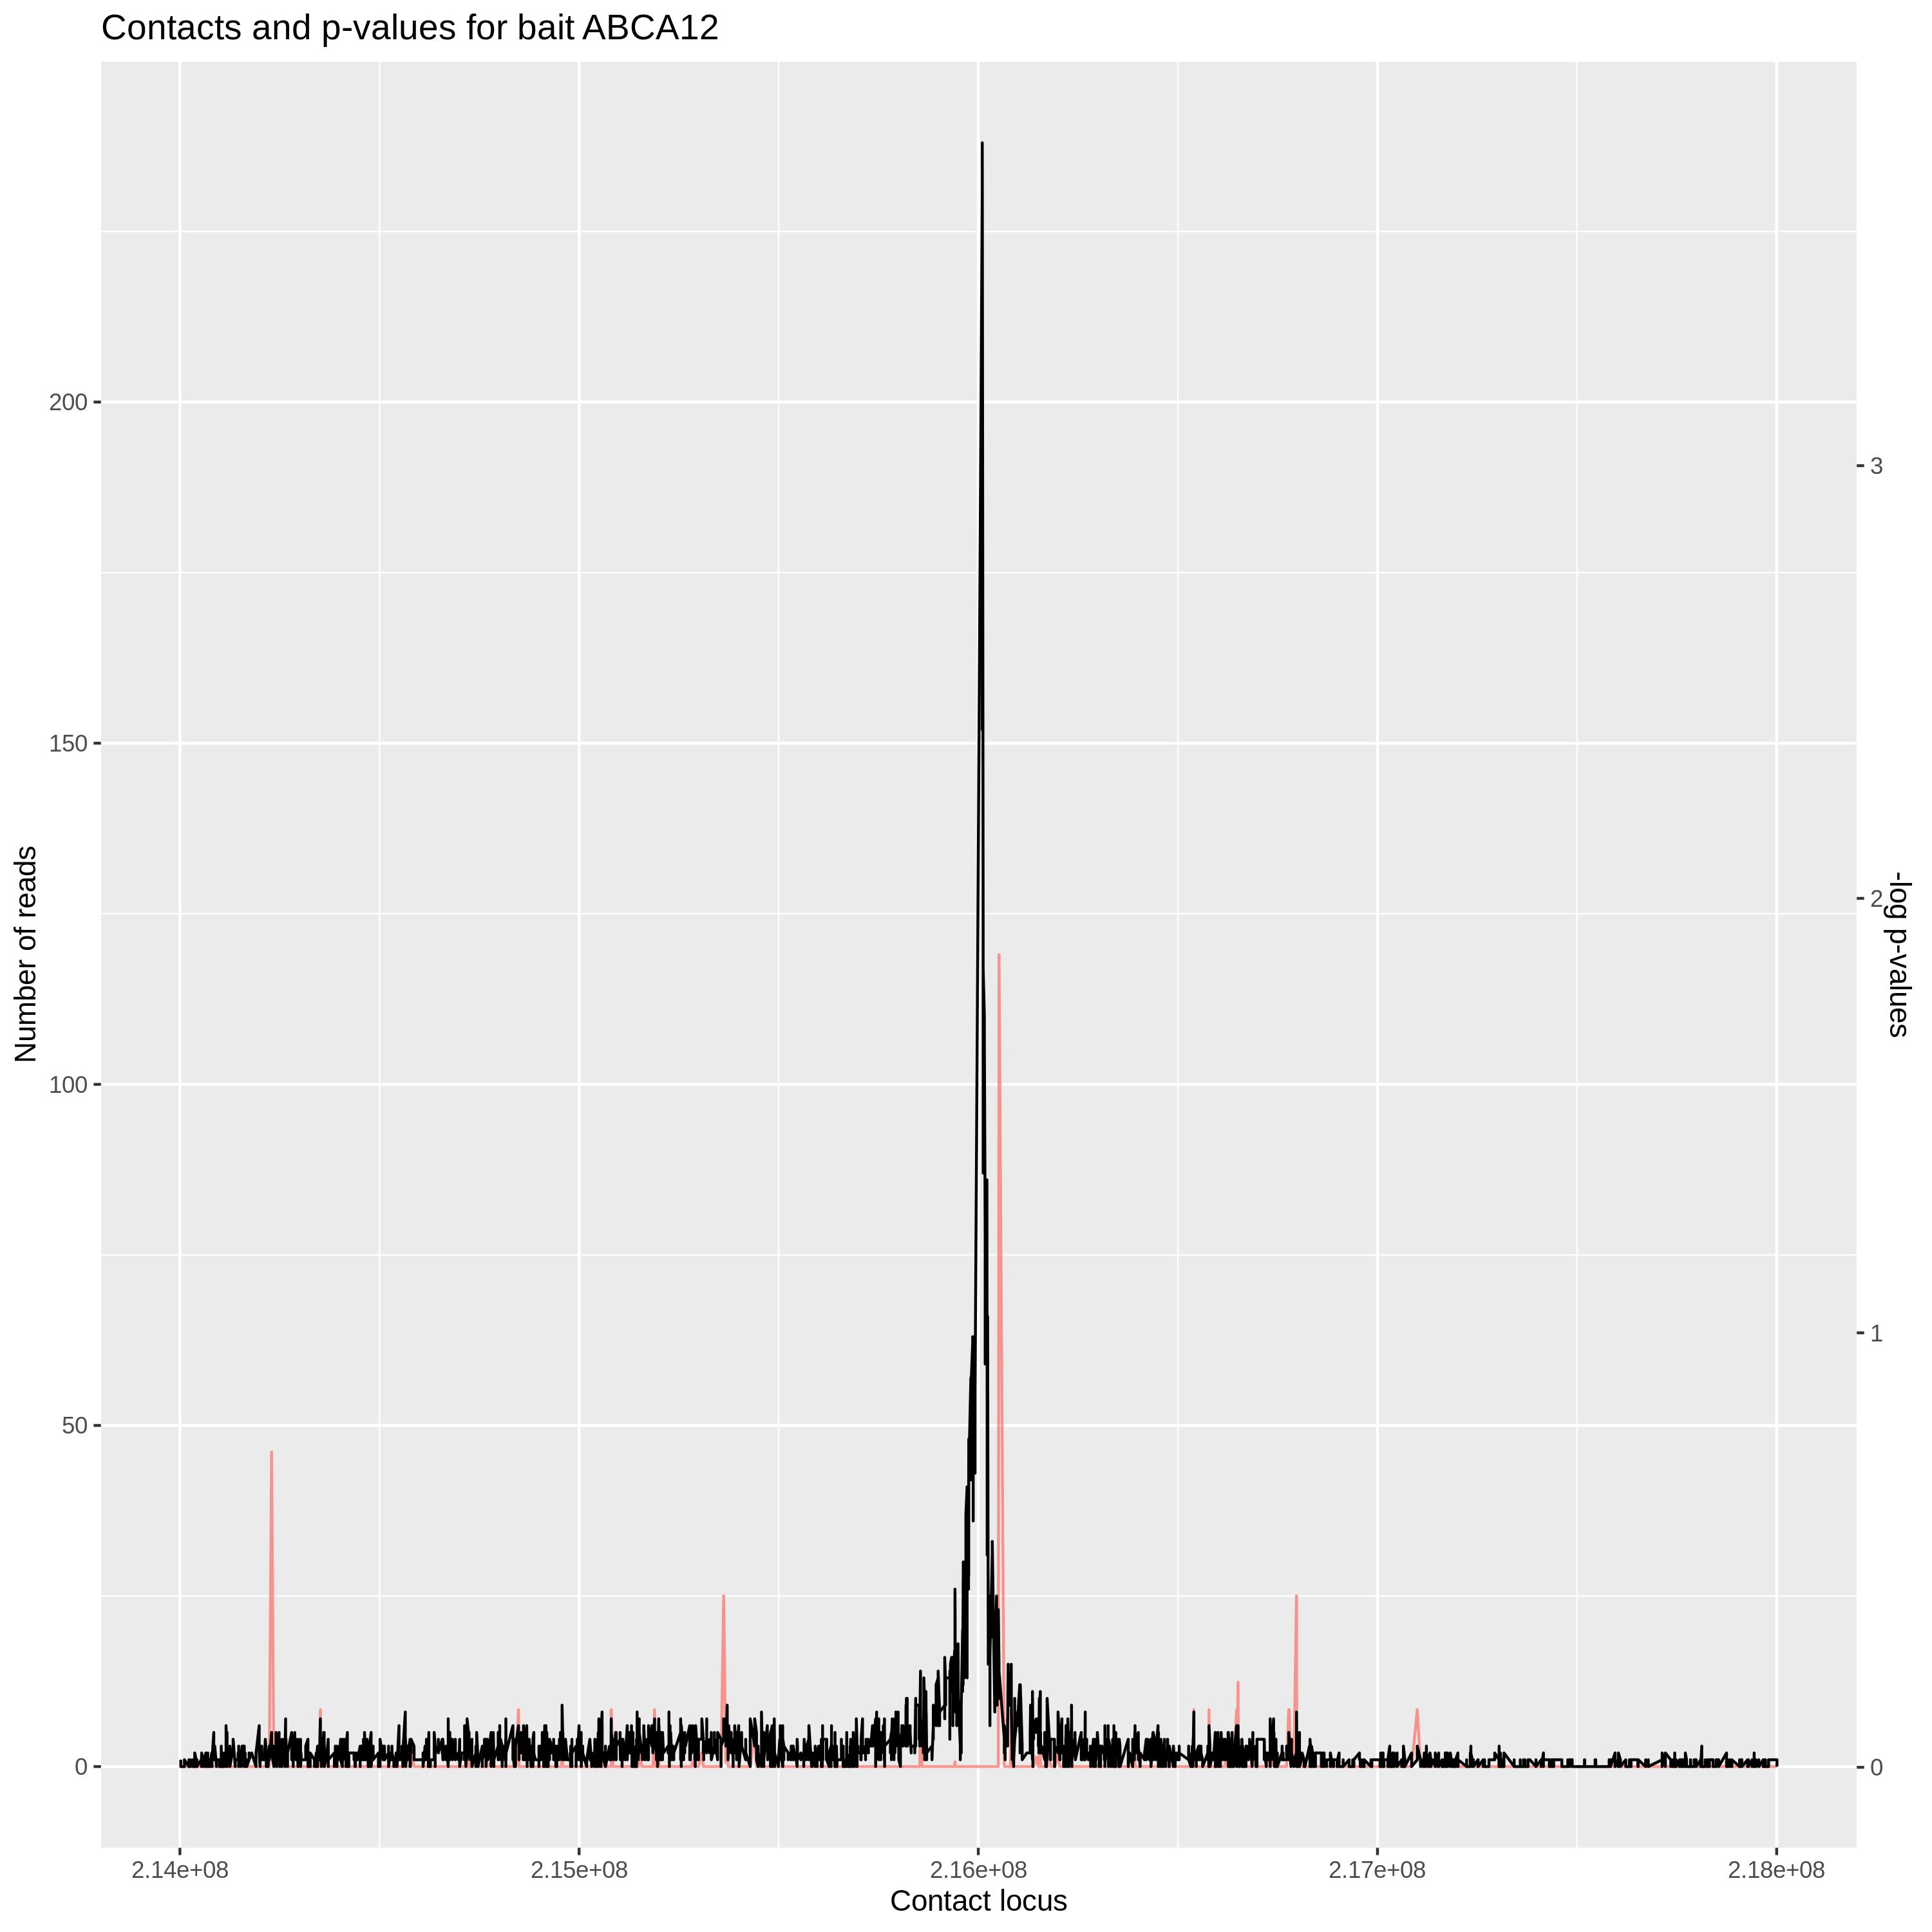 Contacts and p-values for bait ABCA12
Number of reads
200
150
100
50
0
3
2
1
0
-log p-values
2.14e+08 2.15e+08 2.16e+08 2.17e+08 2.18e+08
Contact locus